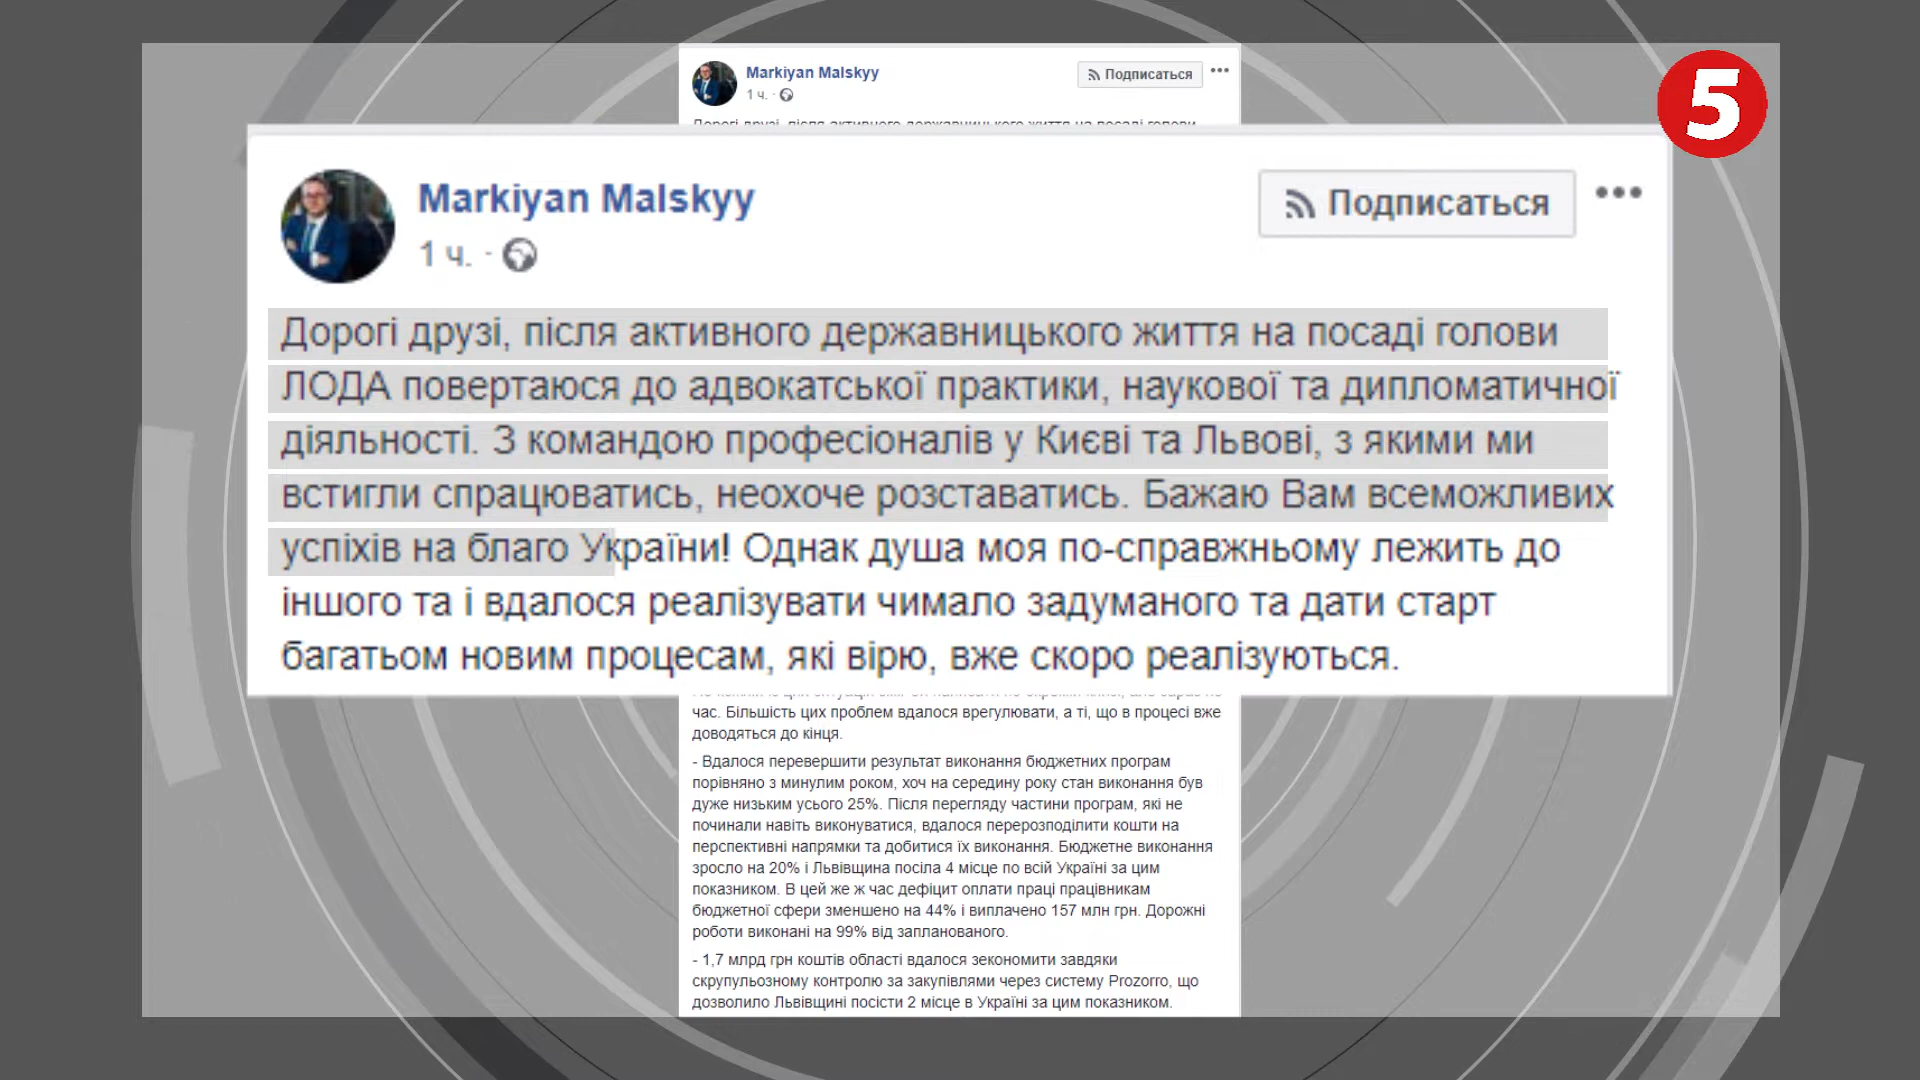 Markiyan Malskyy
1 ч. ·
Подписаться
Дорогі друзі, після активного державницького життя на посаді голови
5
Markiyan Malskyy
1 ч. ·
Подписаться
Дорогі друзі, після активного державницького життя на посаді голови
ЛОДА повертаюся до адвокатської практики, наукової та дипломатичної
діяльності. З командою професіоналів у Києві та Львові, з якими ми
встигли спрацюватись, неохоче розставатись. Бажаю Вам всеможливих
успіхів на благо України! Однак душа моя по-справжньому лежить до
іншого та і вдалося реалізувати чимало задуманого та дати старт
багатьом новим процесам, які вірю, вже скоро реалізуються.
час. Більшість цих проблем вдалося врегулювати, а ті, що в процесі вже
доводяться до кінця.
- Вдалося перевершити результат виконання бюджетних програм
порівняно з минулим роком, хоч на середину року стан виконання був
дуже низьким усього 25%. Після перегляду частини програм, які не
починали навіть виконуватися, вдалося перерозподілити кошти на
перспективні напрямки та добитися їх виконання. Бюджетне виконання
зросло на 20% і Львівщина посіла 4 місце по всій Україні за цим
показником. В цей же ж час дефіцит оплати праці працівникам
бюджетної сфери зменшено на 44% і виплачено 157 млн грн. Дорожні
роботи виконані на 99% від запланованого.
- 1,7 млрд грн коштів області вдалося зекономити завдяки
скрупульозному контролю за закупівлями через систему Prozorro, що
дозволило Львівщині посісти 2 місце в Україні за цим показником.